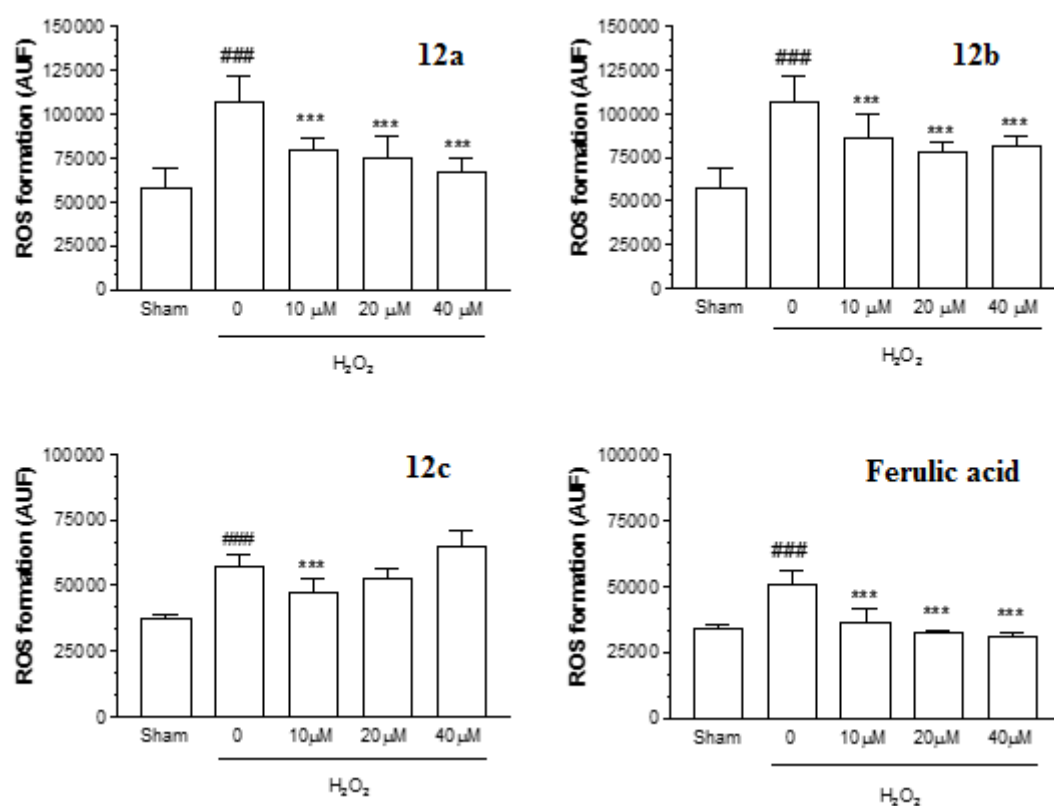 12a
ROS formation (AUF)
150000
125000
100000
75000
50000
25000
0
###
***
***
***
Sham
0
10 μM
20 μM
40 μM
H₂O₂
12b
ROS formation (AUF)
150000
125000
100000
75000
50000
25000
0
###
***
***
***
Sham
0
10 μM
20 μM
40 μM
H₂O₂
12c
ROS formation (AUF)
100000
75000
50000
25000
0
###
***
Sham
0
10μM
20μM
40μM
H₂O₂
Ferulic acid
ROS formation (AUF)
100000
75000
50000
25000
0
###
***
***
***
Sham
0
10μM
20μM
40μM
H₂O₂